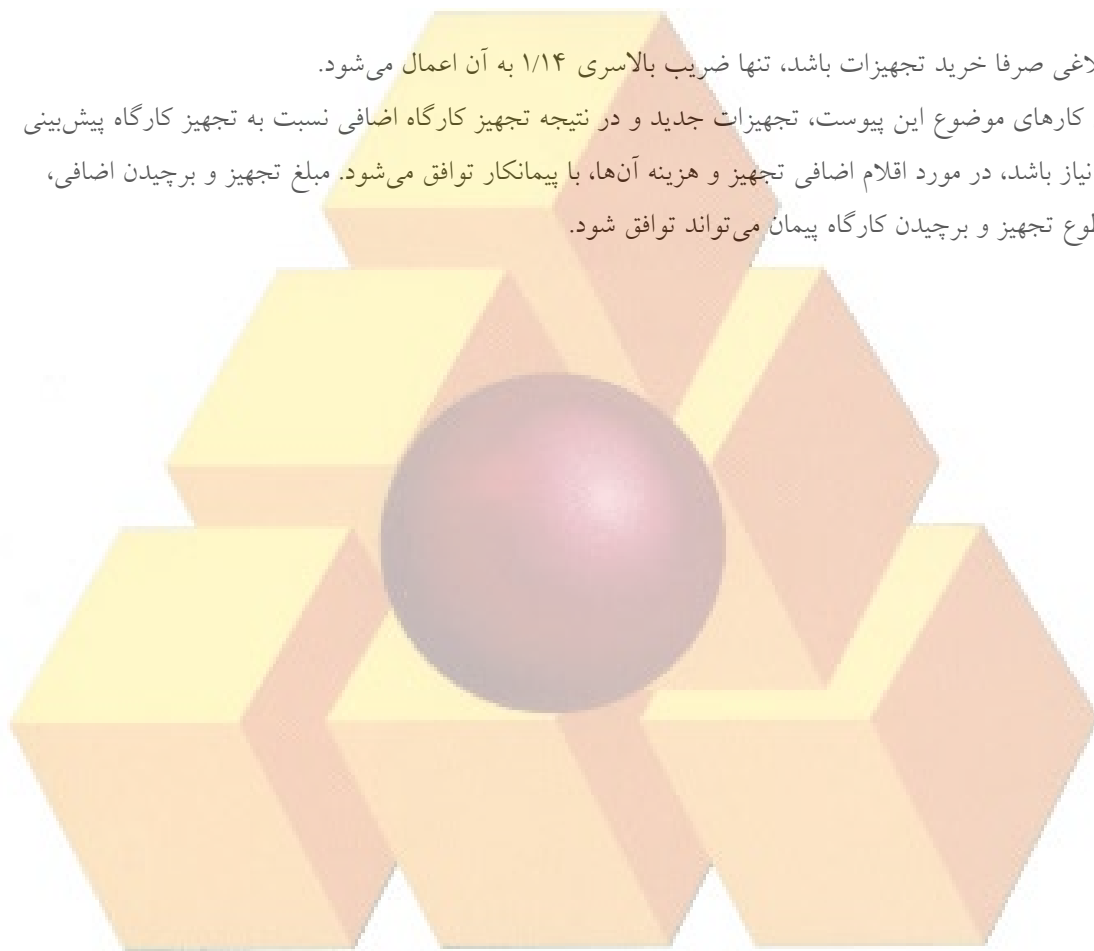 لاغی صرفا خرید تجهیزات باشد، تنها ضریب بالاسری ۱/۱۴ به آن اعمال می‌شود.
کارهای موضوع این پیوست، تجهیزات جدید و در نتیجه تجهیز کارگاه اضافی نسبت به تجهیز کارگاه پیش‌بینی
نیاز باشد، در مورد اقلام اضافی تجهیز و هزینه آن‌ها، با پیمانکار توافق می‌شود. مبلغ تجهیز و برچیدن اضافی،
طوع تجهیز و برچیدن کارگاه پیمان می‌تواند توافق شود.